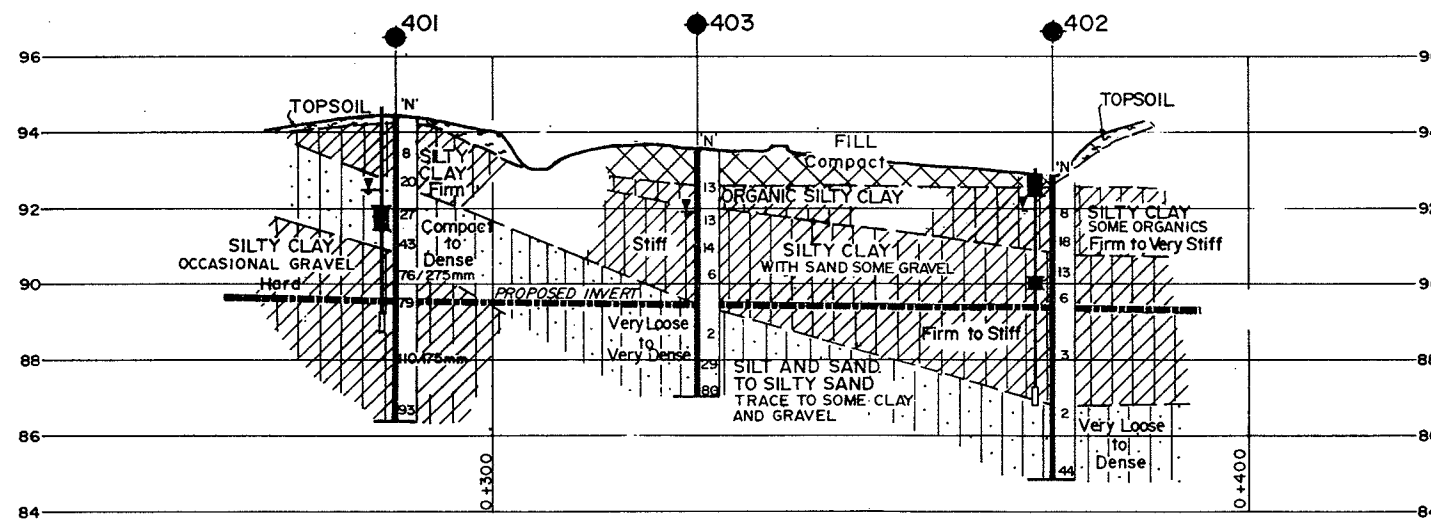 401
403
402
96
94
92
90
88
86
84
TOPSOIL
'N'
8
20
27
43
76/275mm
79
110/175mm
93
SILTY
CLAY
Firm
Compact
to
Dense
SILTY CLAY
OCCASIONAL GRAVEL
Hard
PROPOSED INVERT
'N'
13
13
14
6
2
29
80
Stiff
Very Loose
to
Very Dense
FILL
Compact
ORGANIC SILTY CLAY
SILTY CLAY
WITH SAND SOME GRAVEL
Firm to Stiff
SILT AND SAND
TO SILTY SAND
TRACE TO SOME CLAY
AND GRAVEL
TOPSOIL
'N'
8
18
13
6
3
2
44
SILTY CLAY
SOME ORGANICS
Firm to Very Stiff
Very Loose
to
Dense
0+300
0+400